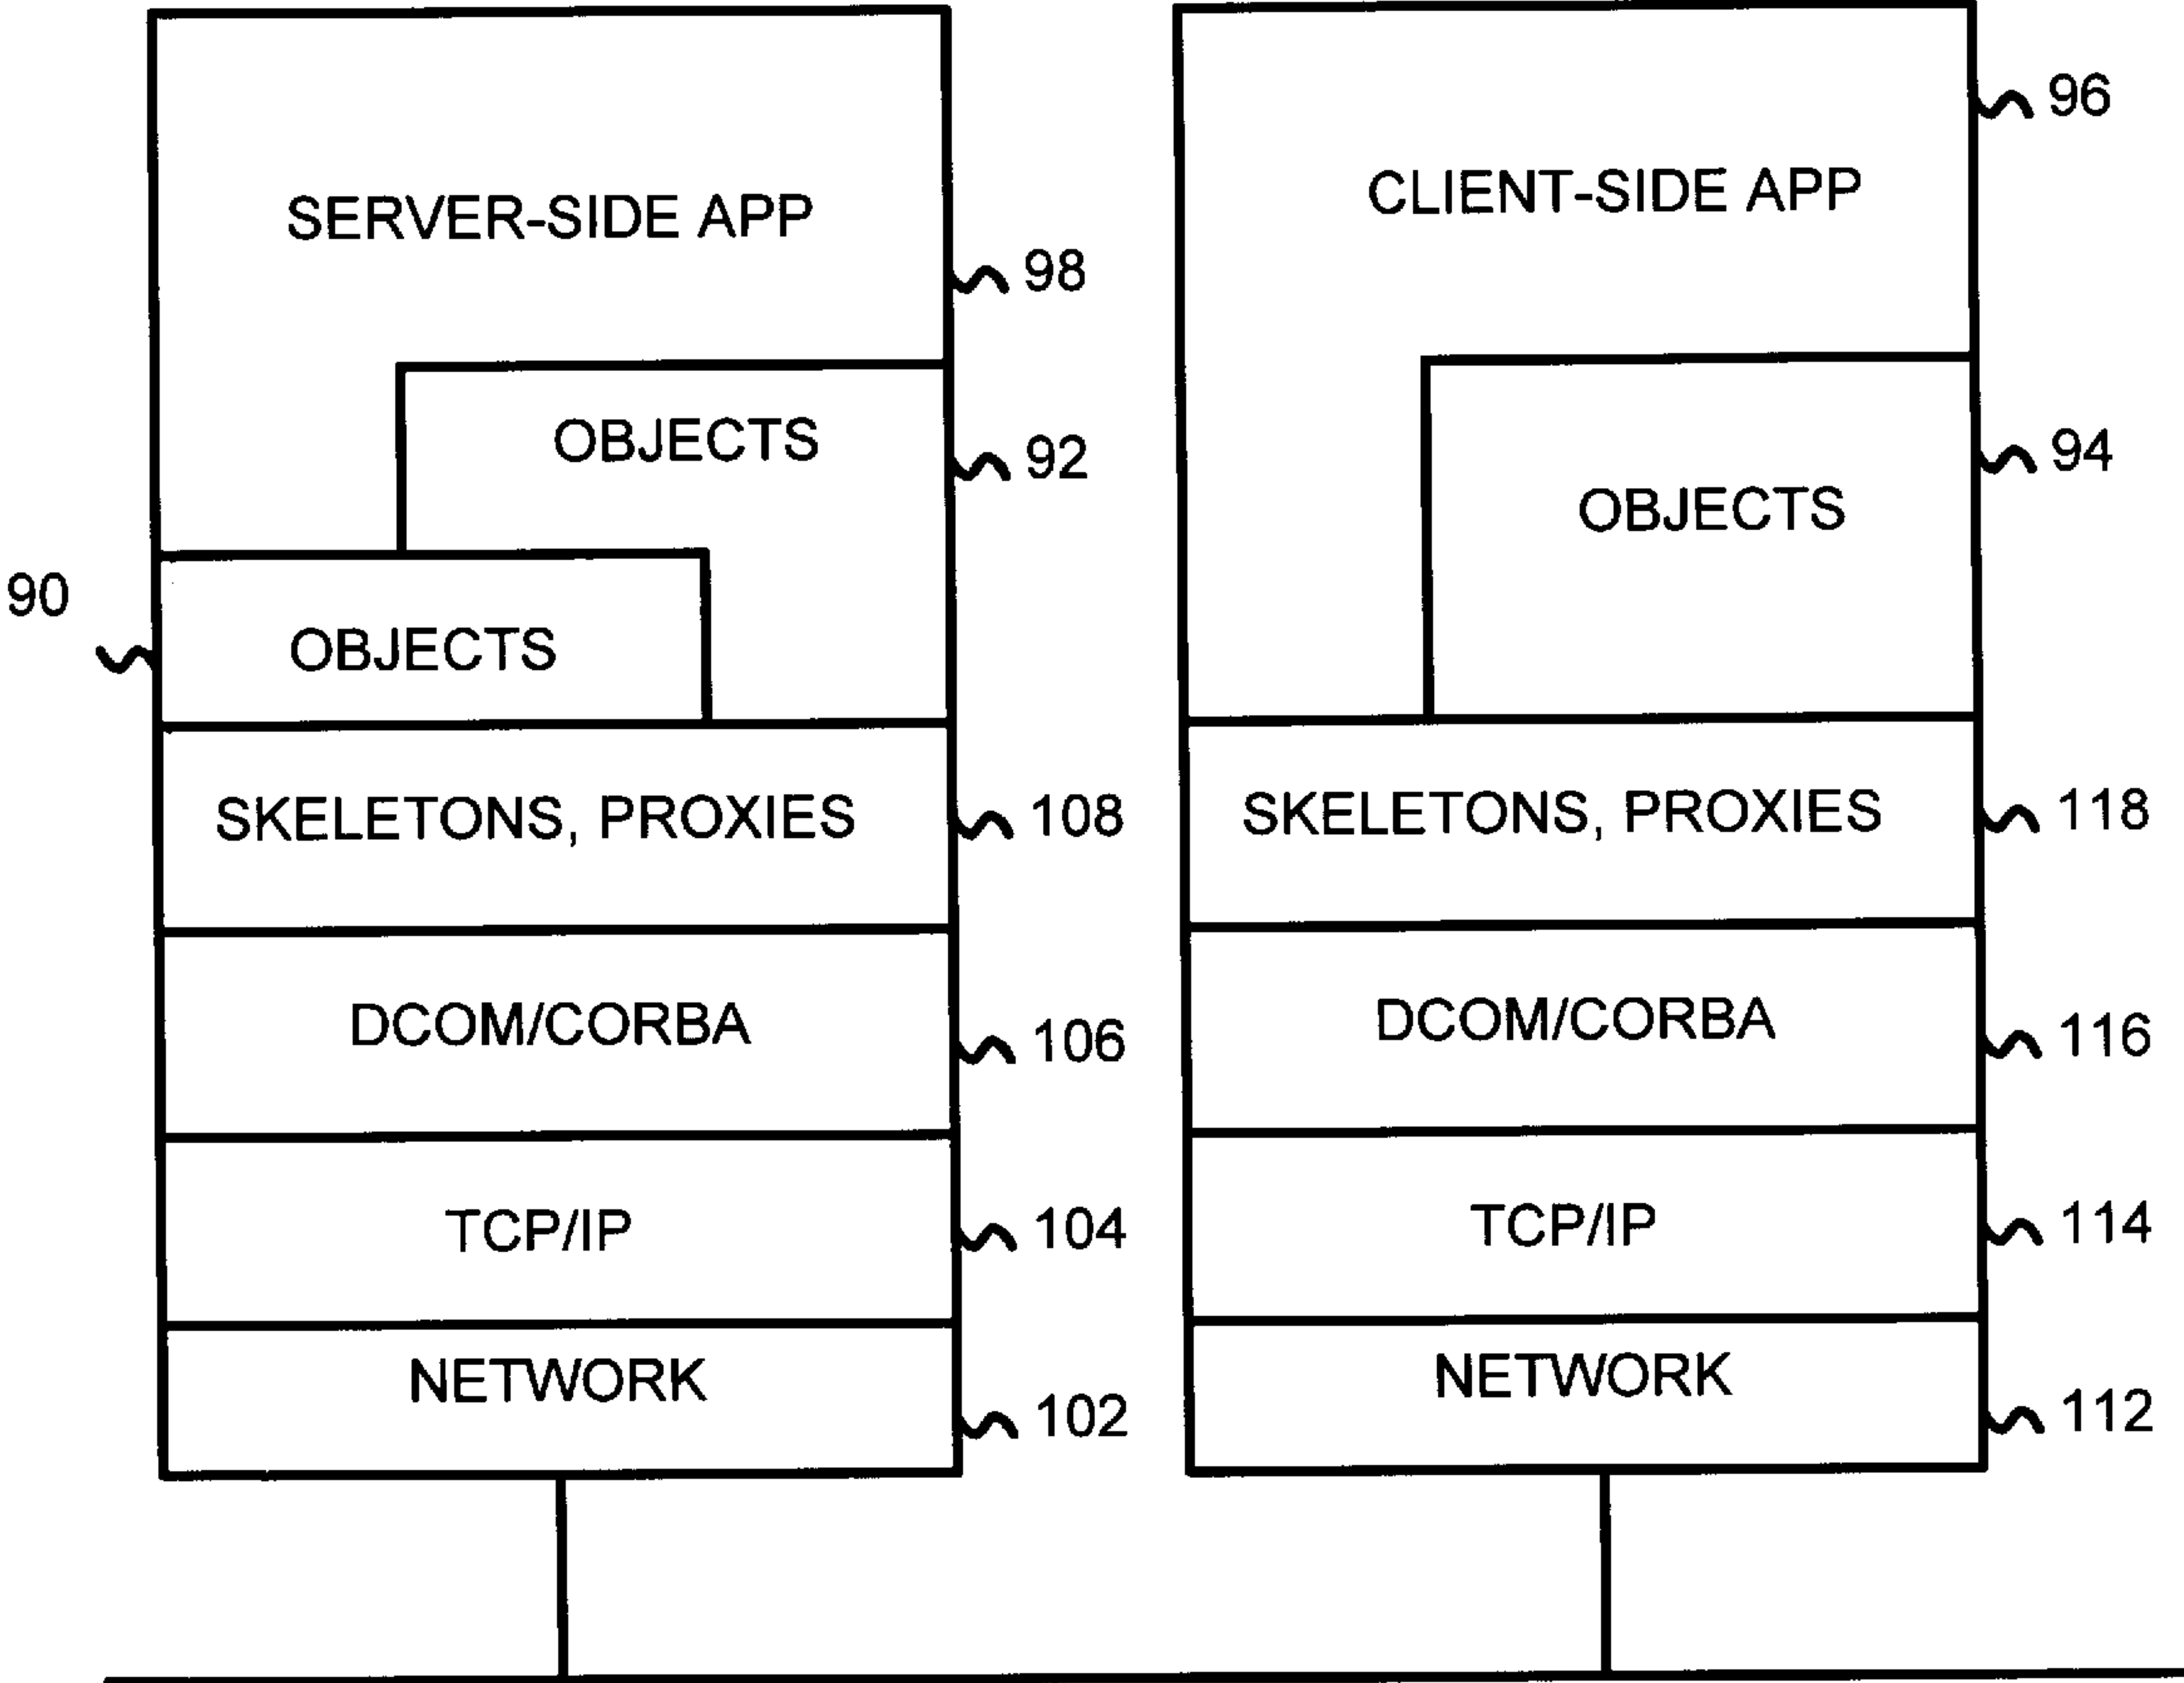 SERVER-SIDE APP
98
OBJECTS
92
90
OBJECTS
SKELETONS, PROXIES
108
DCOM/CORBA
106
TCP/IP
104
NETWORK
102
96
CLIENT-SIDE APP
94
OBJECTS
SKELETONS, PROXIES
118
DCOM/CORBA
116
TCP/IP
114
NETWORK
112